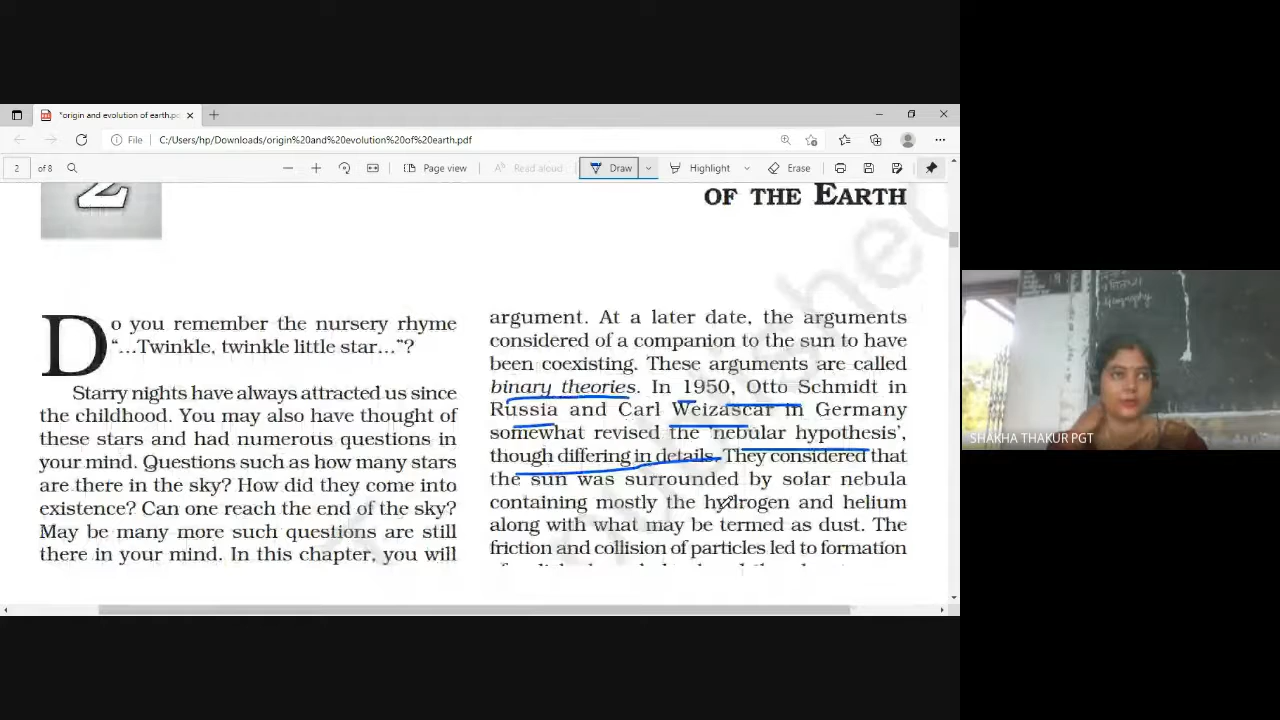 *origin and evolution of earth.pd
File C:/Users/hp/Downloads/origin%20and%20evolution%20of%20earth.pdf
2 of 8 Page view Read aloud Draw Highlight Erase
2
OF THE EARTH
Do you remember the nursery rhyme
“...Twinkle, twinkle little star...”?
Starry nights have always attracted us since
the childhood. You may also have thought of
these stars and had numerous questions in
your mind. Questions such as how many stars
are there in the sky? How did they come into
existence? Can one reach the end of the sky?
May be many more such questions are still
there in your mind. In this chapter, you will
argument. At a later date, the arguments
considered of a companion to the sun to have
been coexisting. These arguments are called
binary theories. In 1950, Otto Schmidt in
Russia and Carl Weizascar in Germany
somewhat revised the ‘nebular hypothesis’,
though differing in details. They considered that
the sun was surrounded by solar nebula
containing mostly the hydrogen and helium
along with what may be termed as dust. The
friction and collision of particles led to formation
Geography
SHAKHA THAKUR PGT